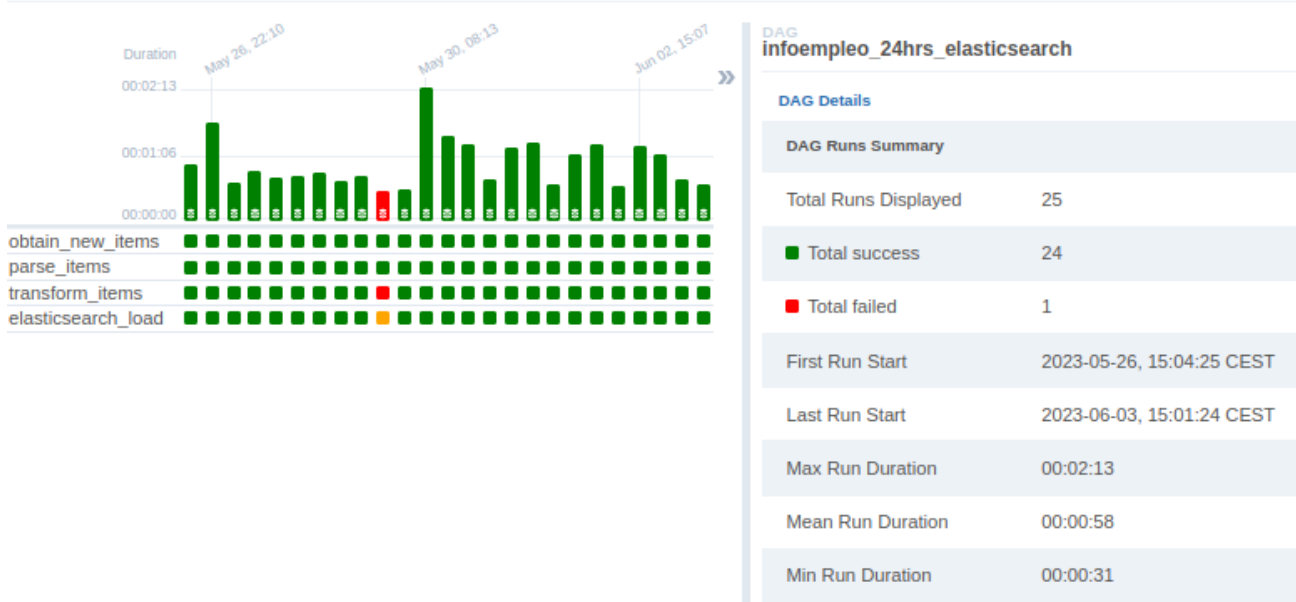 Duration
May 26, 22:10
May 30, 08:13
Jun 02, 15:07
00:02:13
00:01:06
00:00:00
obtain_new_items
parse_items
transform_items
elasticsearch_load
»
DAG
infoempleo_24hrs_elasticsearch
DAG Details
DAG Runs Summary
Total Runs Displayed 25
Total success 24
Total failed 1
First Run Start 2023-05-26, 15:04:25 CEST
Last Run Start 2023-06-03, 15:01:24 CEST
Max Run Duration 00:02:13
Mean Run Duration 00:00:58
Min Run Duration 00:00:31